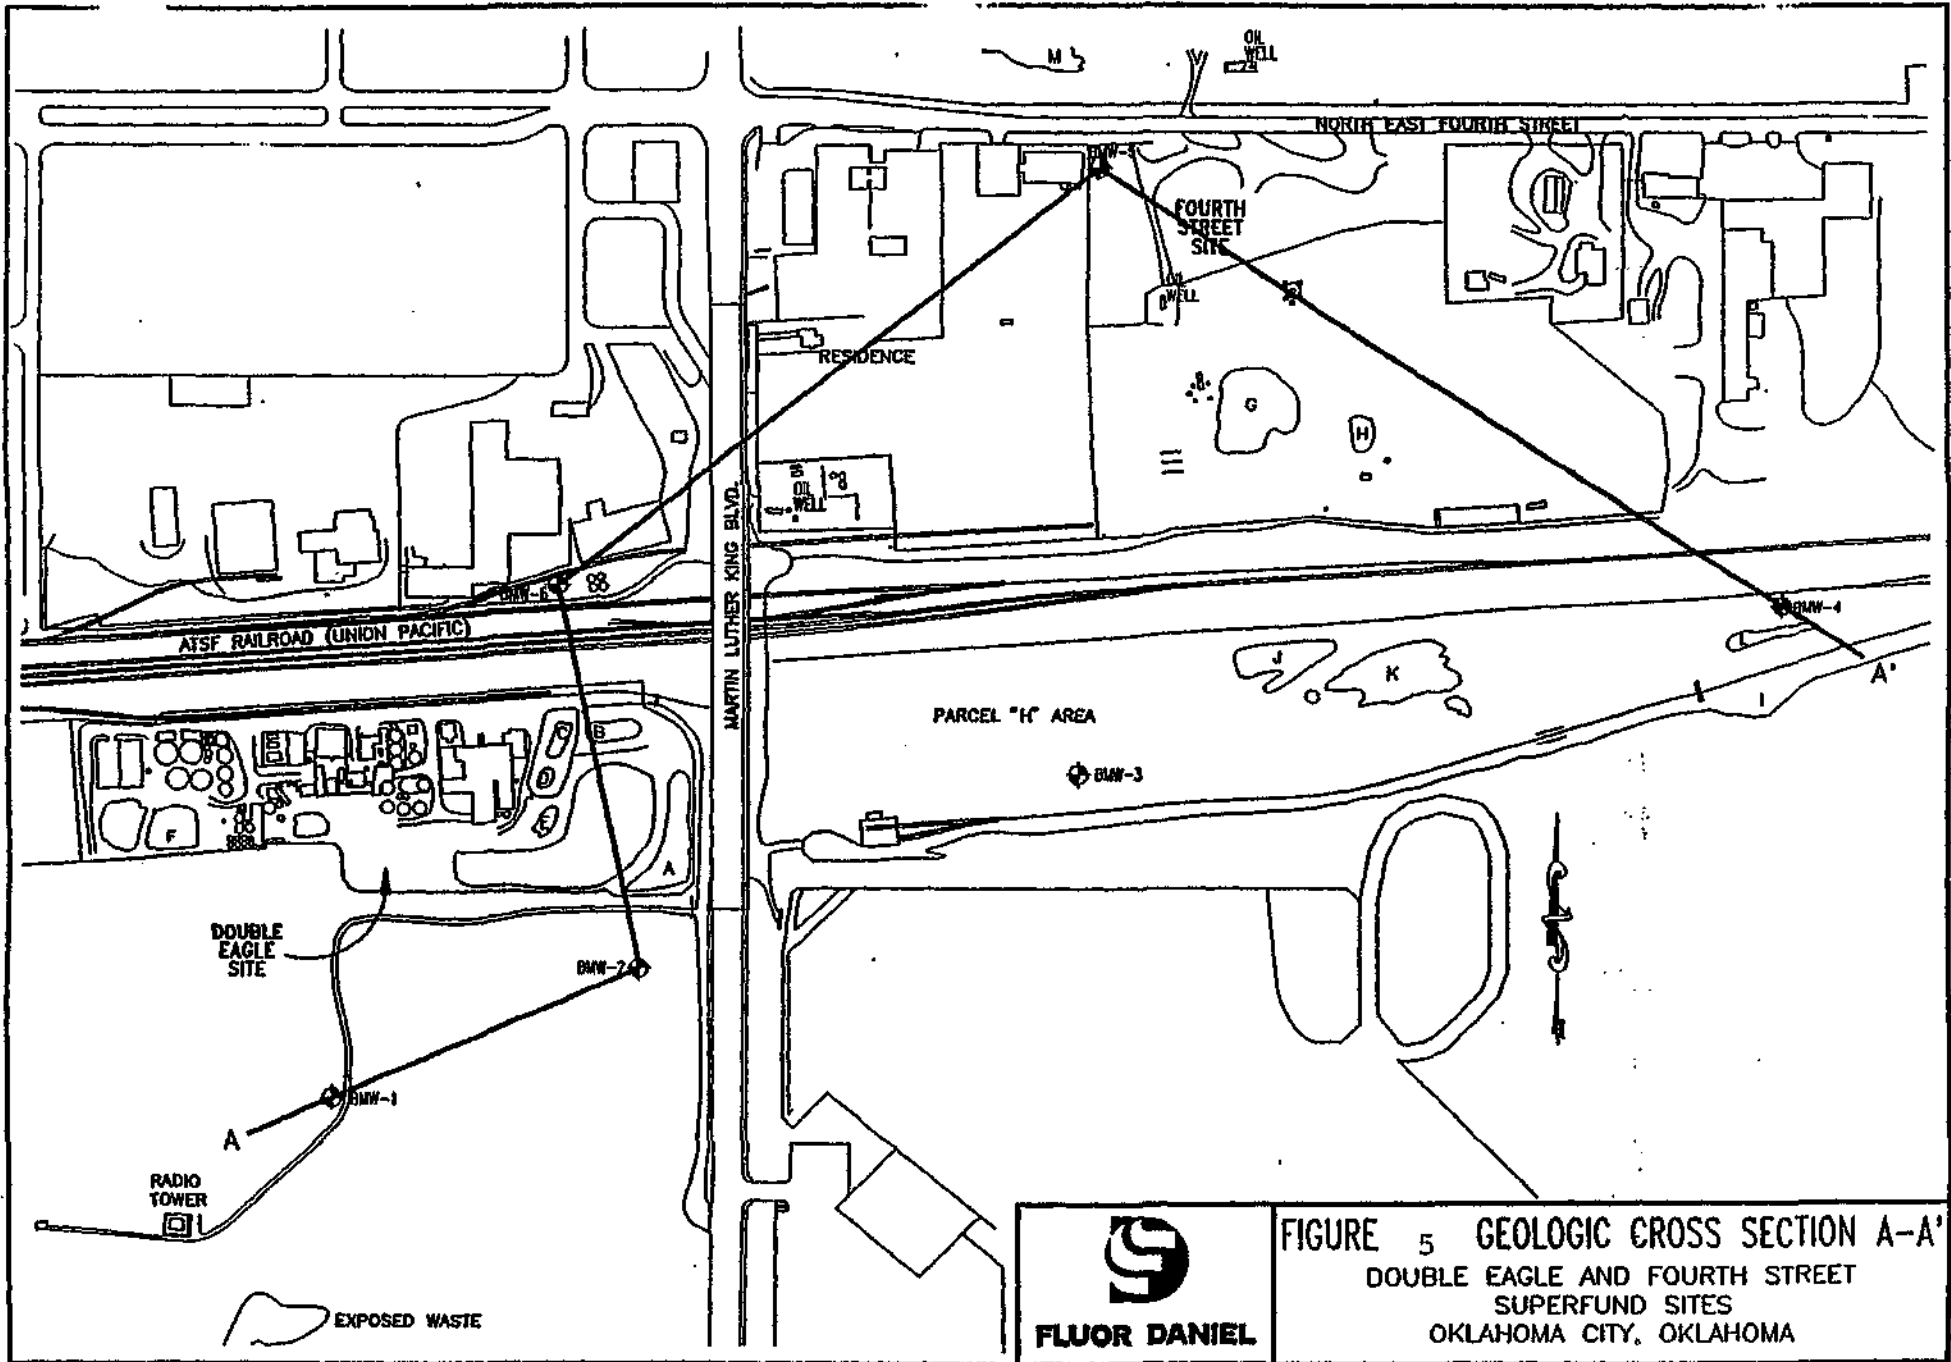 M
OIL
WELL
NORTH EAST FOURTH STREET
BMW-5
FOURTH
STREET
SITE
OIL
WELL
RESIDENCE
G
H
OIL
WELL
MARTIN LUTHER KING BLVD.
BMW-6
ATSF RAILROAD (UNION PACIFIC)
BMW-4
A'
J
K
I
PARCEL "H" AREA
BMW-3
C
B
D
E
F
A
DOUBLE
EAGLE
SITE
BMW-2
BMW-1
A
RADIO
TOWER
EXPOSED WASTE
FLUOR DANIEL
FIGURE 5 GEOLOGIC CROSS SECTION A-A'
DOUBLE EAGLE AND FOURTH STREET
SUPERFUND SITES
OKLAHOMA CITY, OKLAHOMA